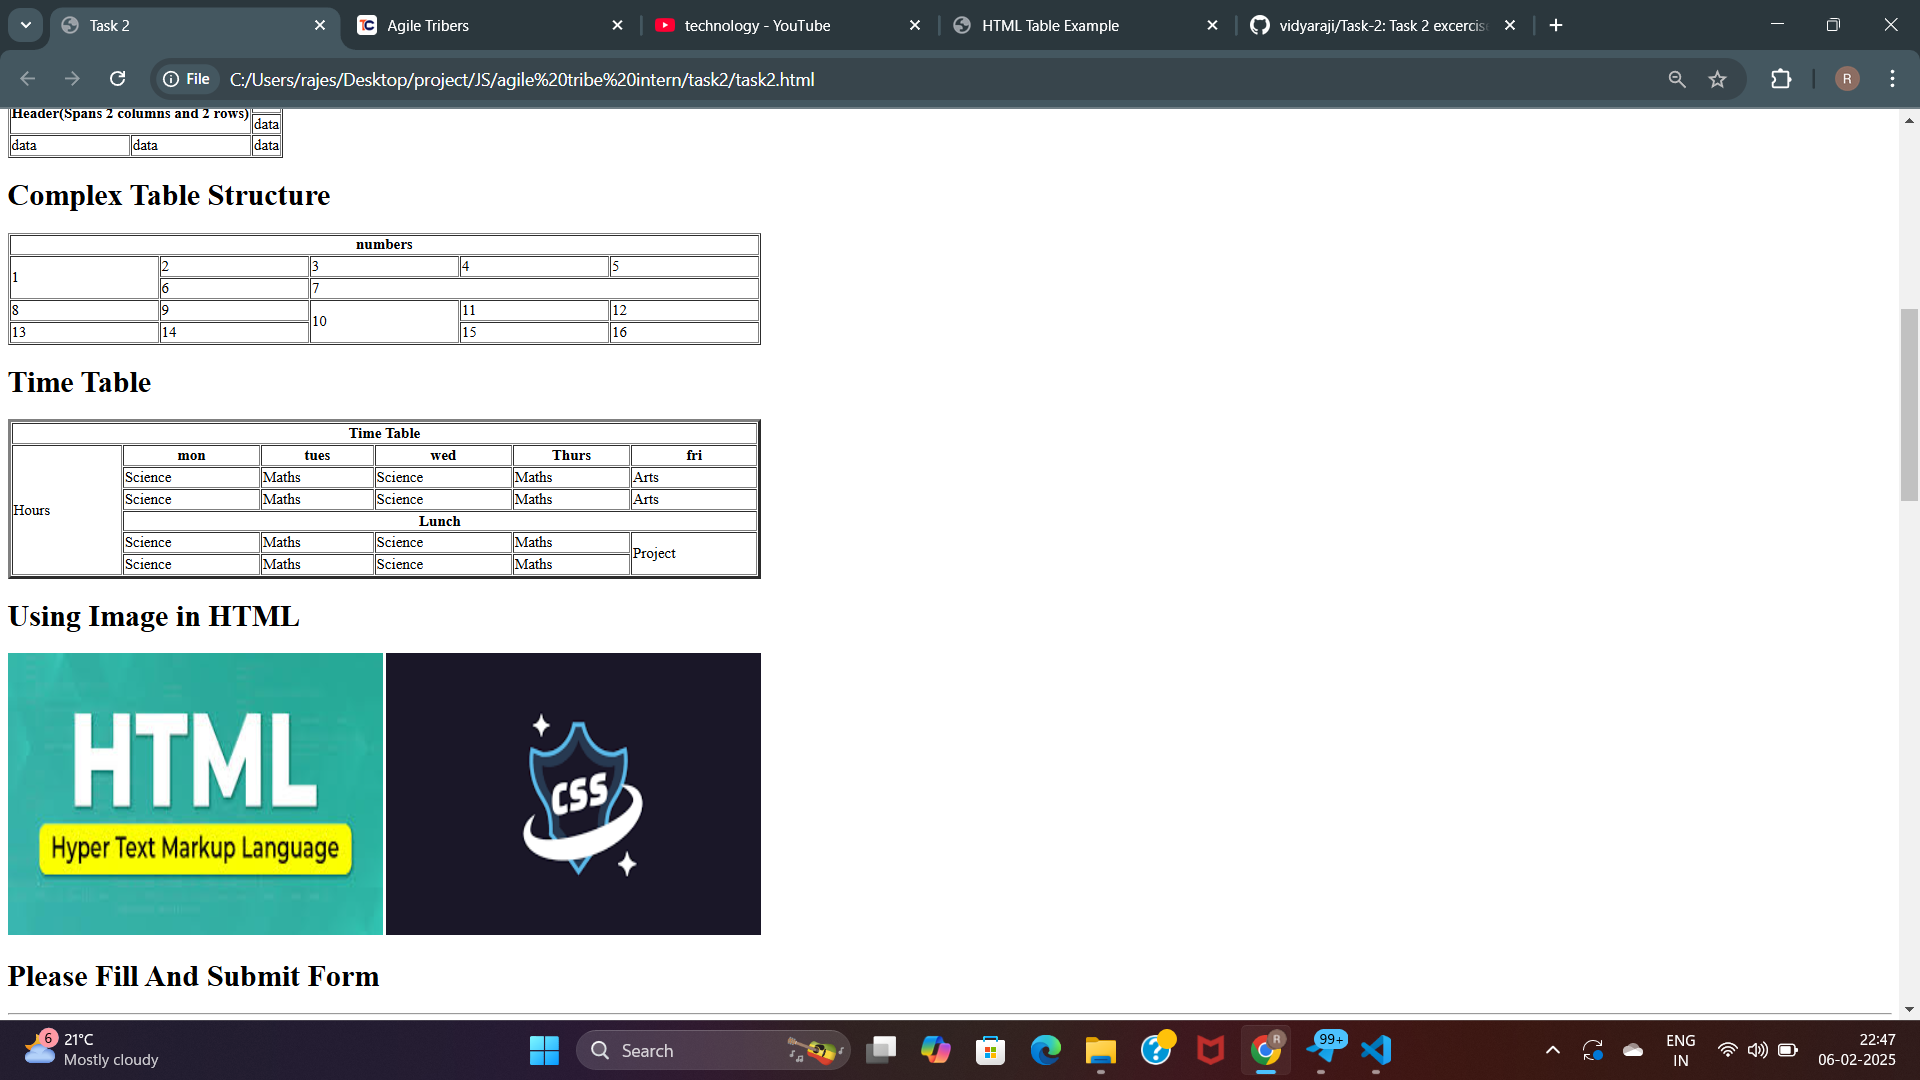 Task 2
Agile Tribers
technology - YouTube
HTML Table Example
vidyaraji/Task-2: Task 2 excercise
File
C:/Users/rajes/Desktop/project/JS/agile%20tribe%20intern/task2/task2.html
R
Header(Spans 2 columns and 2 rows)
data
data data data
Complex Table Structure
numbers
1 2 3 4 5
6 7
8 9 10 11 12
13 14 15 16
Time Table
Time Table
Hours mon tues wed Thurs fri
Science Maths Science Maths Arts
Science Maths Science Maths Arts
Lunch
Science Maths Science Maths Project
Science Maths Science Maths
Using Image in HTML
HTML
Hyper Text Markup Language
CSS
Please Fill And Submit Form
6
21°C
Mostly cloudy
Search
R
99+
ENG
IN
22:47
06-02-2025